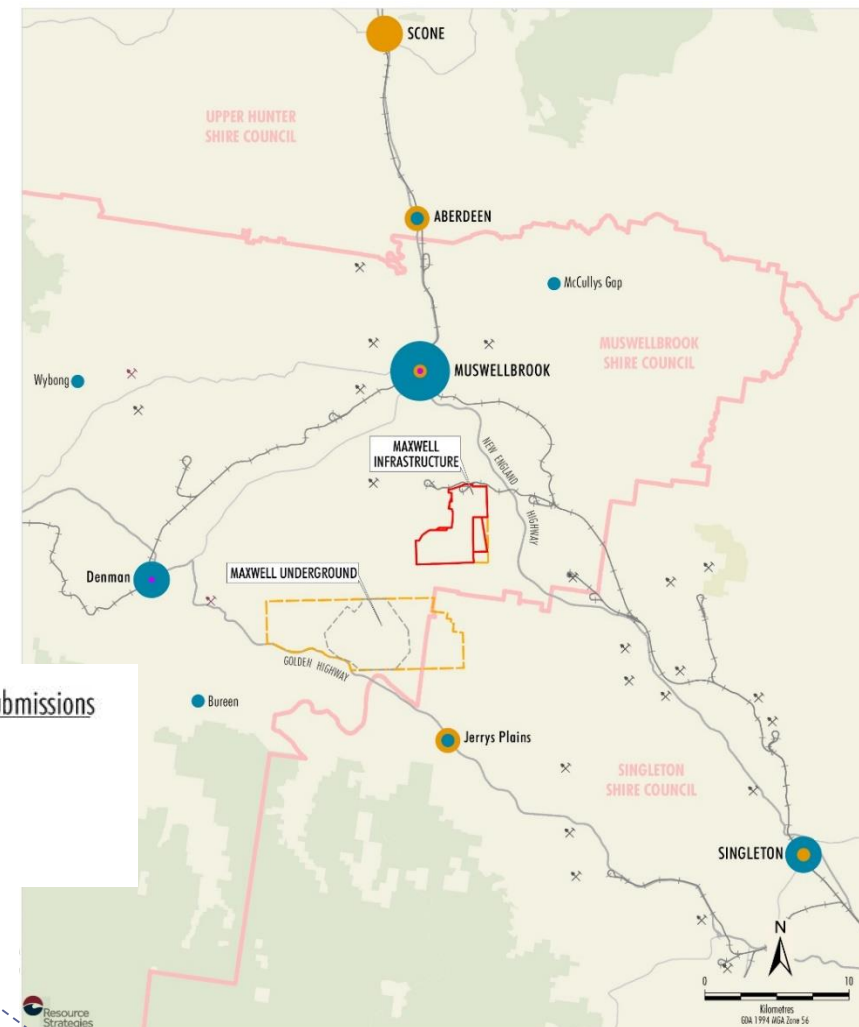 SCONE
UPPER HUNTER
SHIRE COUNCIL
ABERDEEN
McCullys Gap
MUSWELLBROOK
SHIRE COUNCIL
Wybong
MUSWELLBROOK
MAXWELL
INFRASTRUCTURE
NEW ENGLAND
HIGHWAY
Denman
MAXWELL UNDERGROUND
GOLDEN HIGHWAY
Bureen
Jerrys Plains
SINGLETON
SHIRE COUNCIL
SINGLETON
N
0 10
Kilometres
GDA 1994 MGA Zone 56
Resource
Strategies